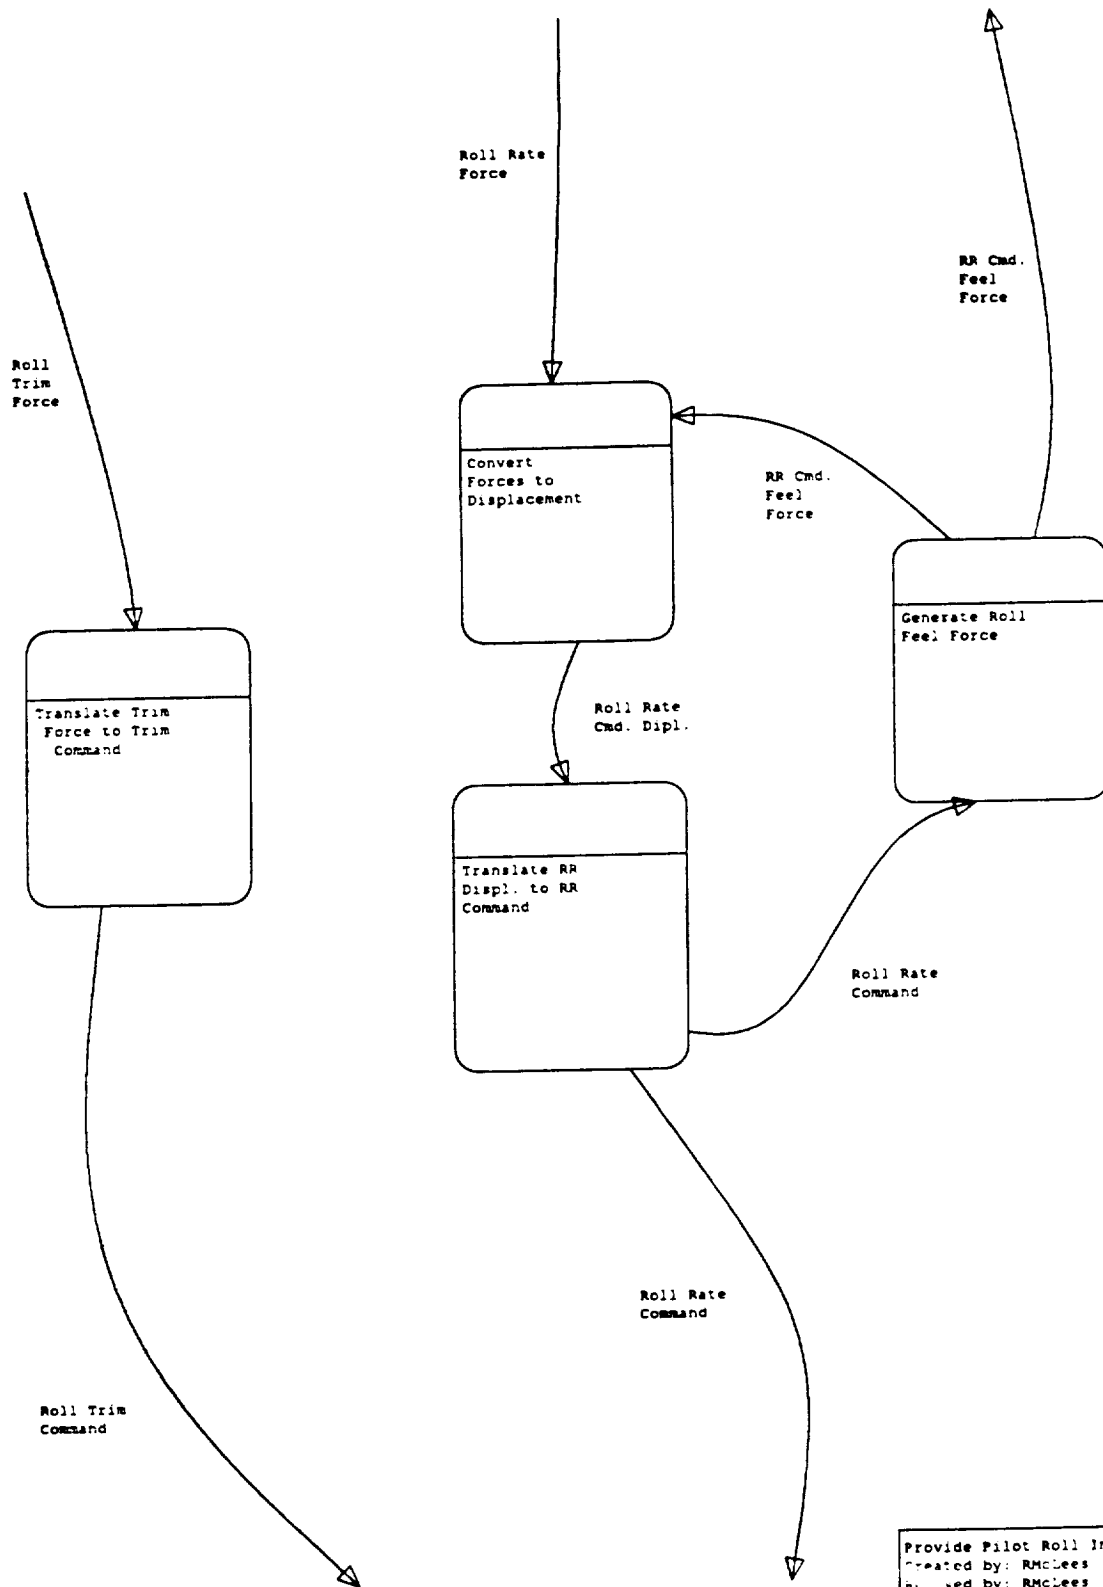 Roll Rate
Force
RR Cmd.
Feel
Force
Roll
Trim
Force
Convert
Forces to
Displacement
RR Cmd.
Feel
Force
Generate Roll
Feel Force
Translate Trim
Force to Trim
Command
Roll Rate
Cmd. Dipl.
Translate RR
Displ. to RR
Command
Roll Rate
Command
Roll Rate
Command
Roll Trim
Command
Provide Pilot Roll
Created by: RMcLees
by: RMcLees